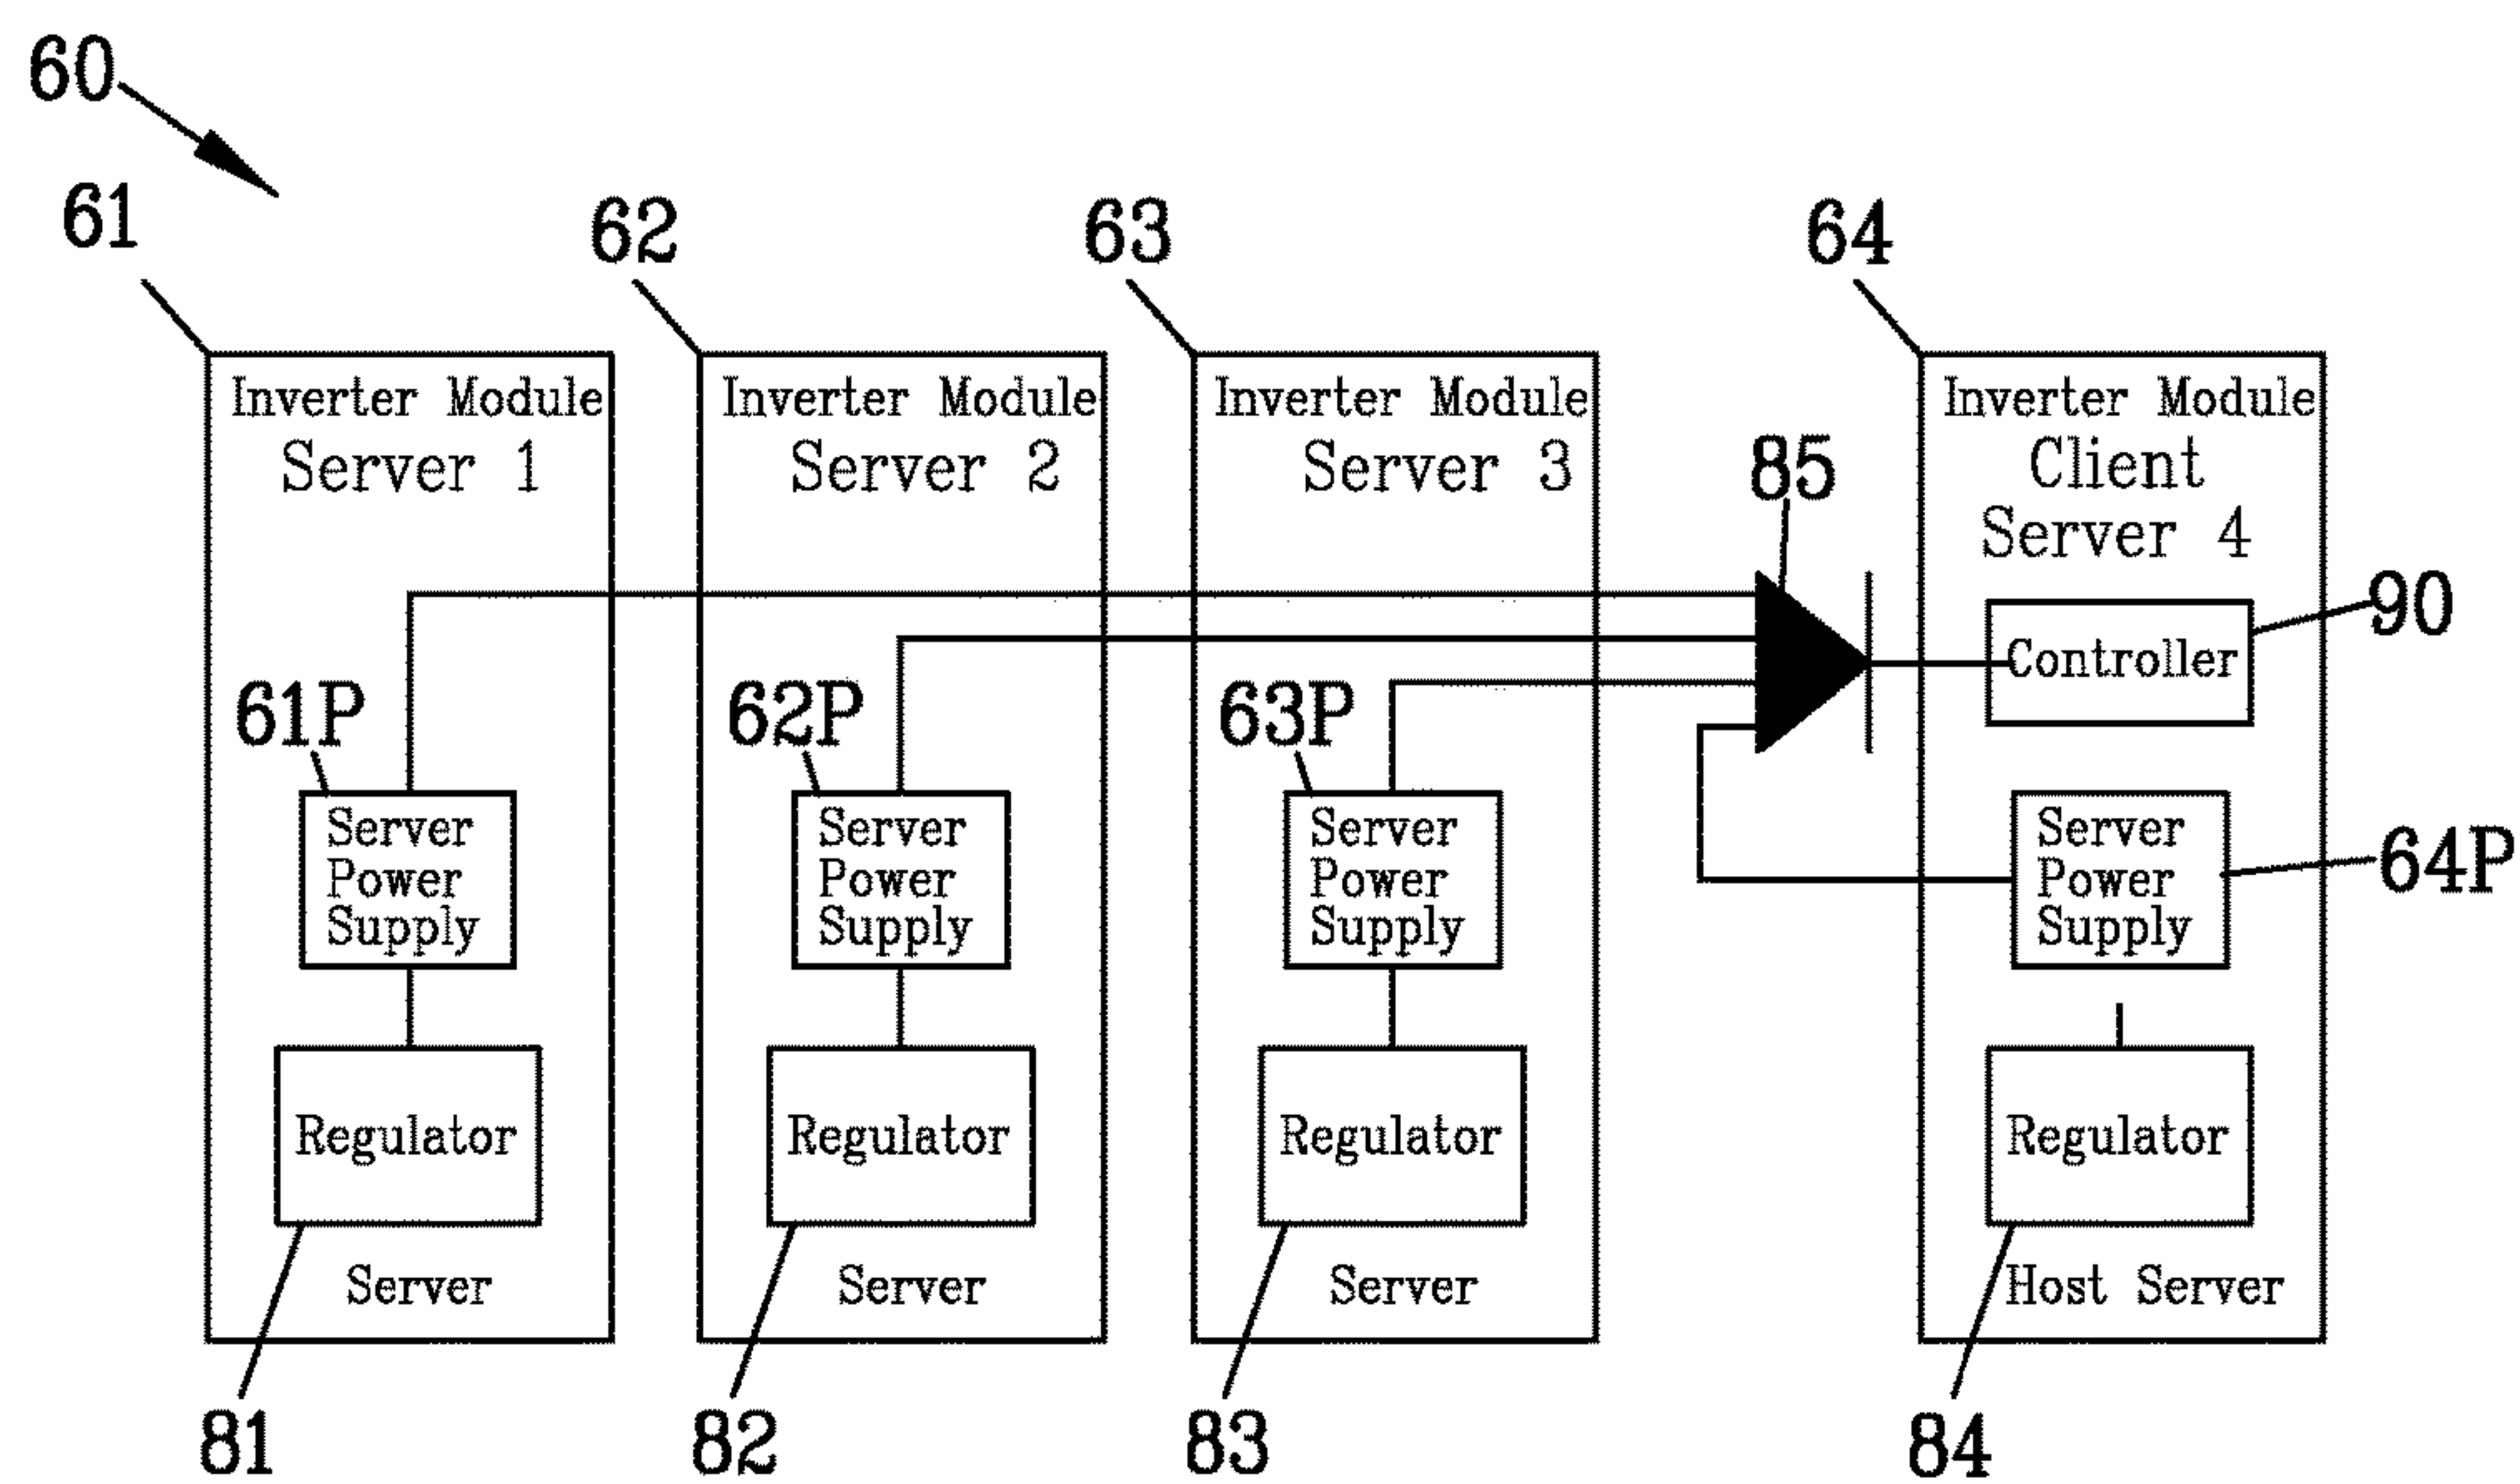 60
61
62
63
64
Inverter Module
Server 1
Inverter Module
Server 2
Inverter Module
Server 3
Inverter Module
Client
Server 4
85
90
Controller
61P
62P
63P
64P
Server
Power
Supply
Server
Power
Supply
Server
Power
Supply
Server
Power
Supply
Regulator
Regulator
Regulator
Regulator
Server
Server
Server
Host Server
81
82
83
84